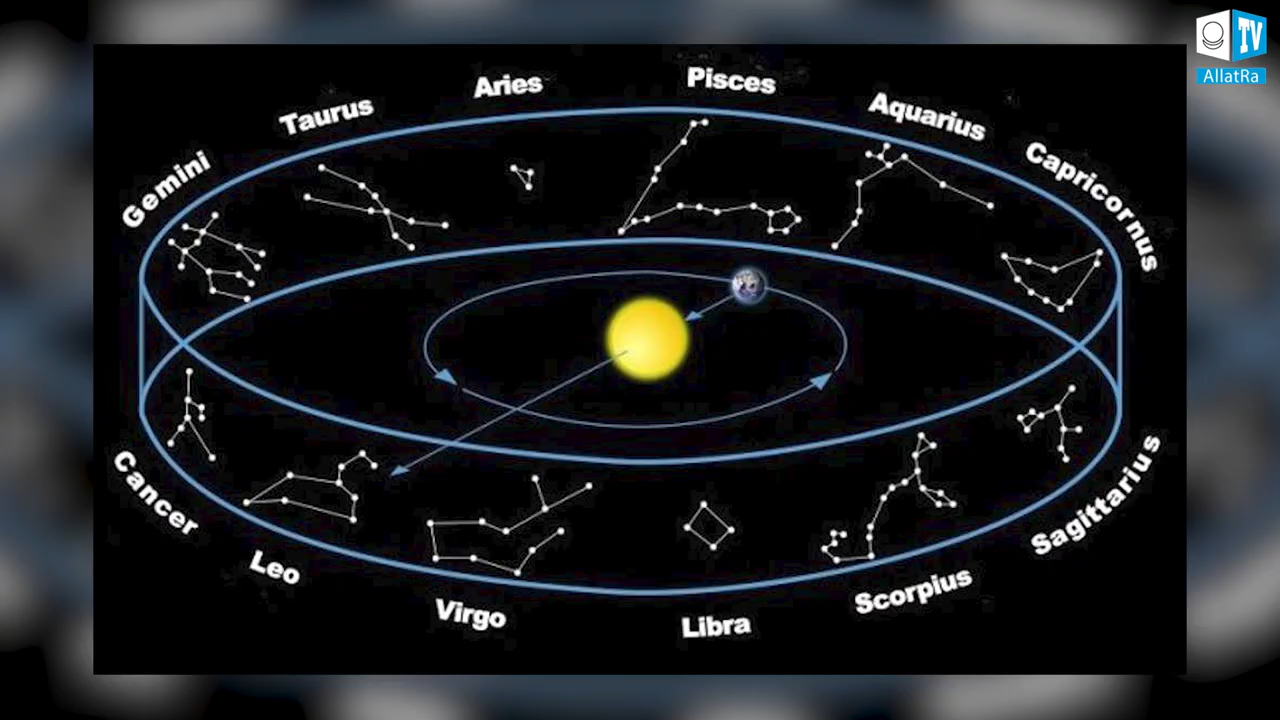 TV
AllatRa
Pisces
Aries
Taurus
Aquarius
Gemini
Capricornus
Cancer
Sagittarius
Leo
Scorpius
Virgo
Libra